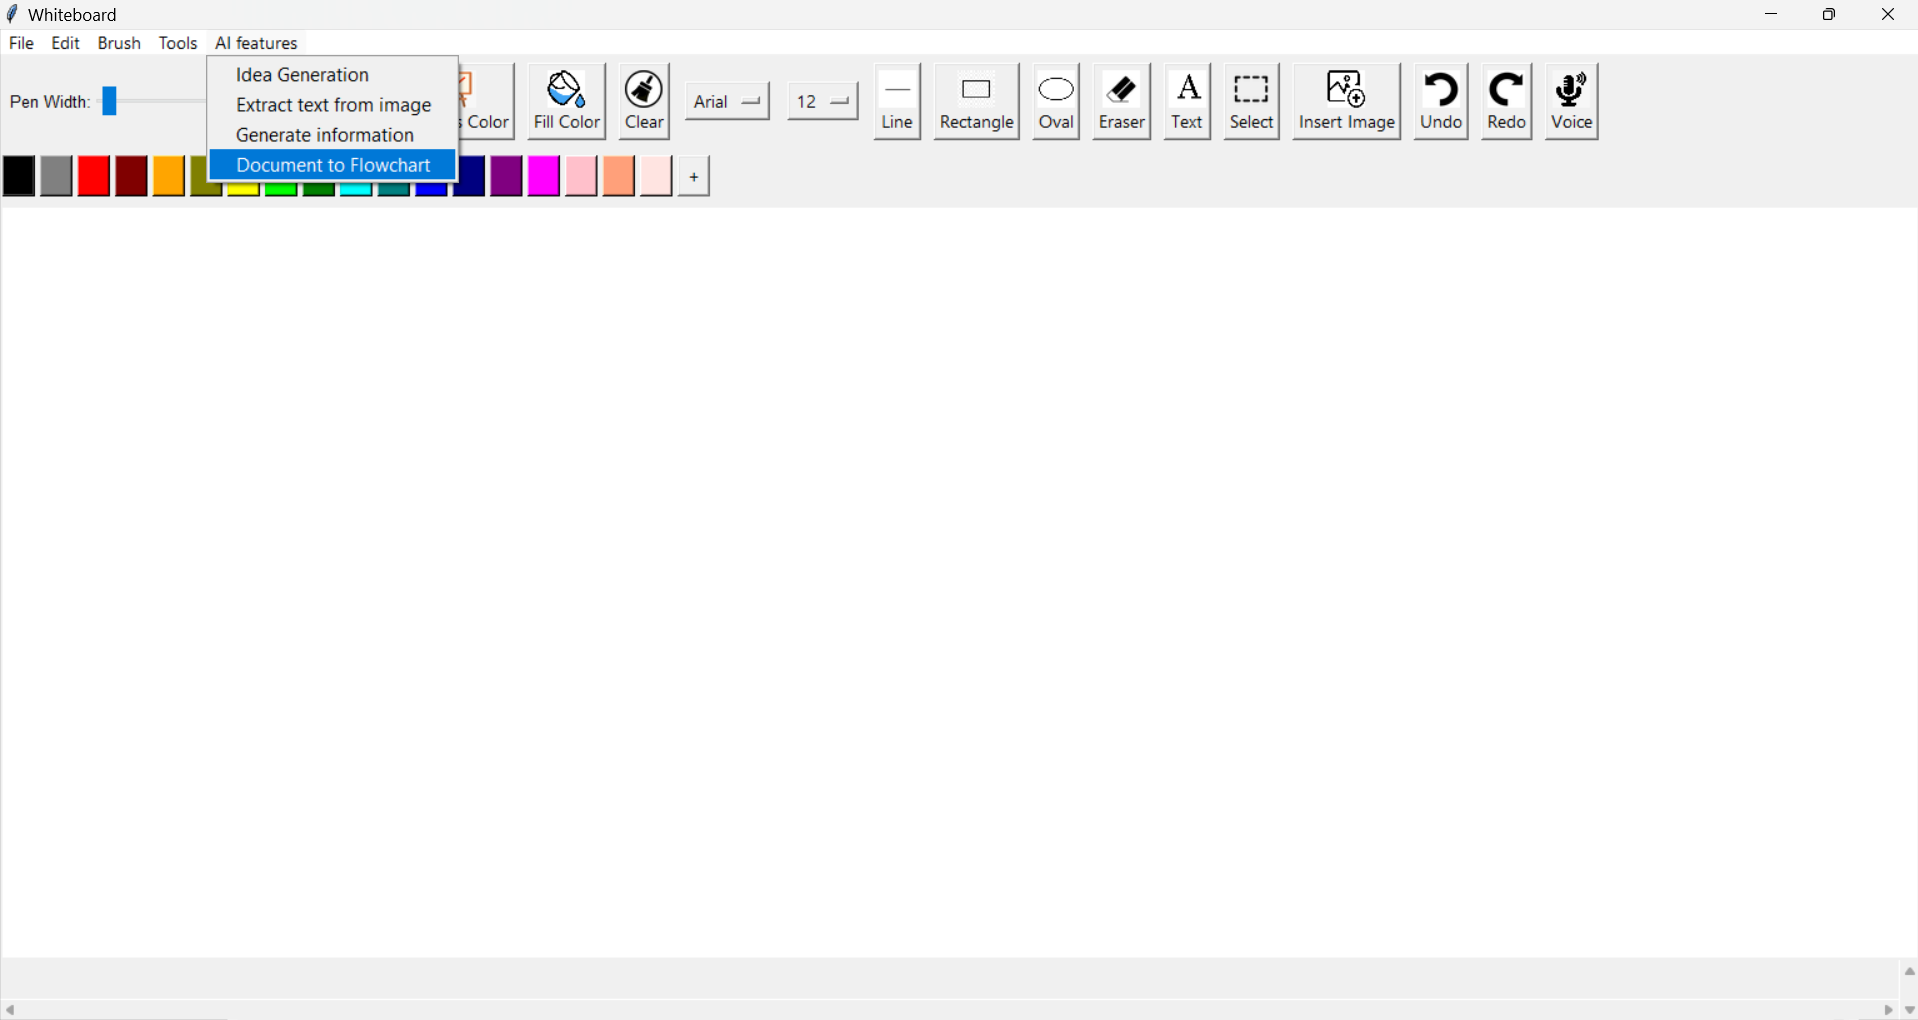 Whiteboard
File Edit Brush Tools AI features
Idea Generation
Extract text from image
Generate information
Document to Flowchart
Pen Width:
Color
Fill Color
Clear
Arial
12
Line
Rectangle
Oval
Eraser
A
Text
Select
Insert Image
Undo
Redo
Voice
+